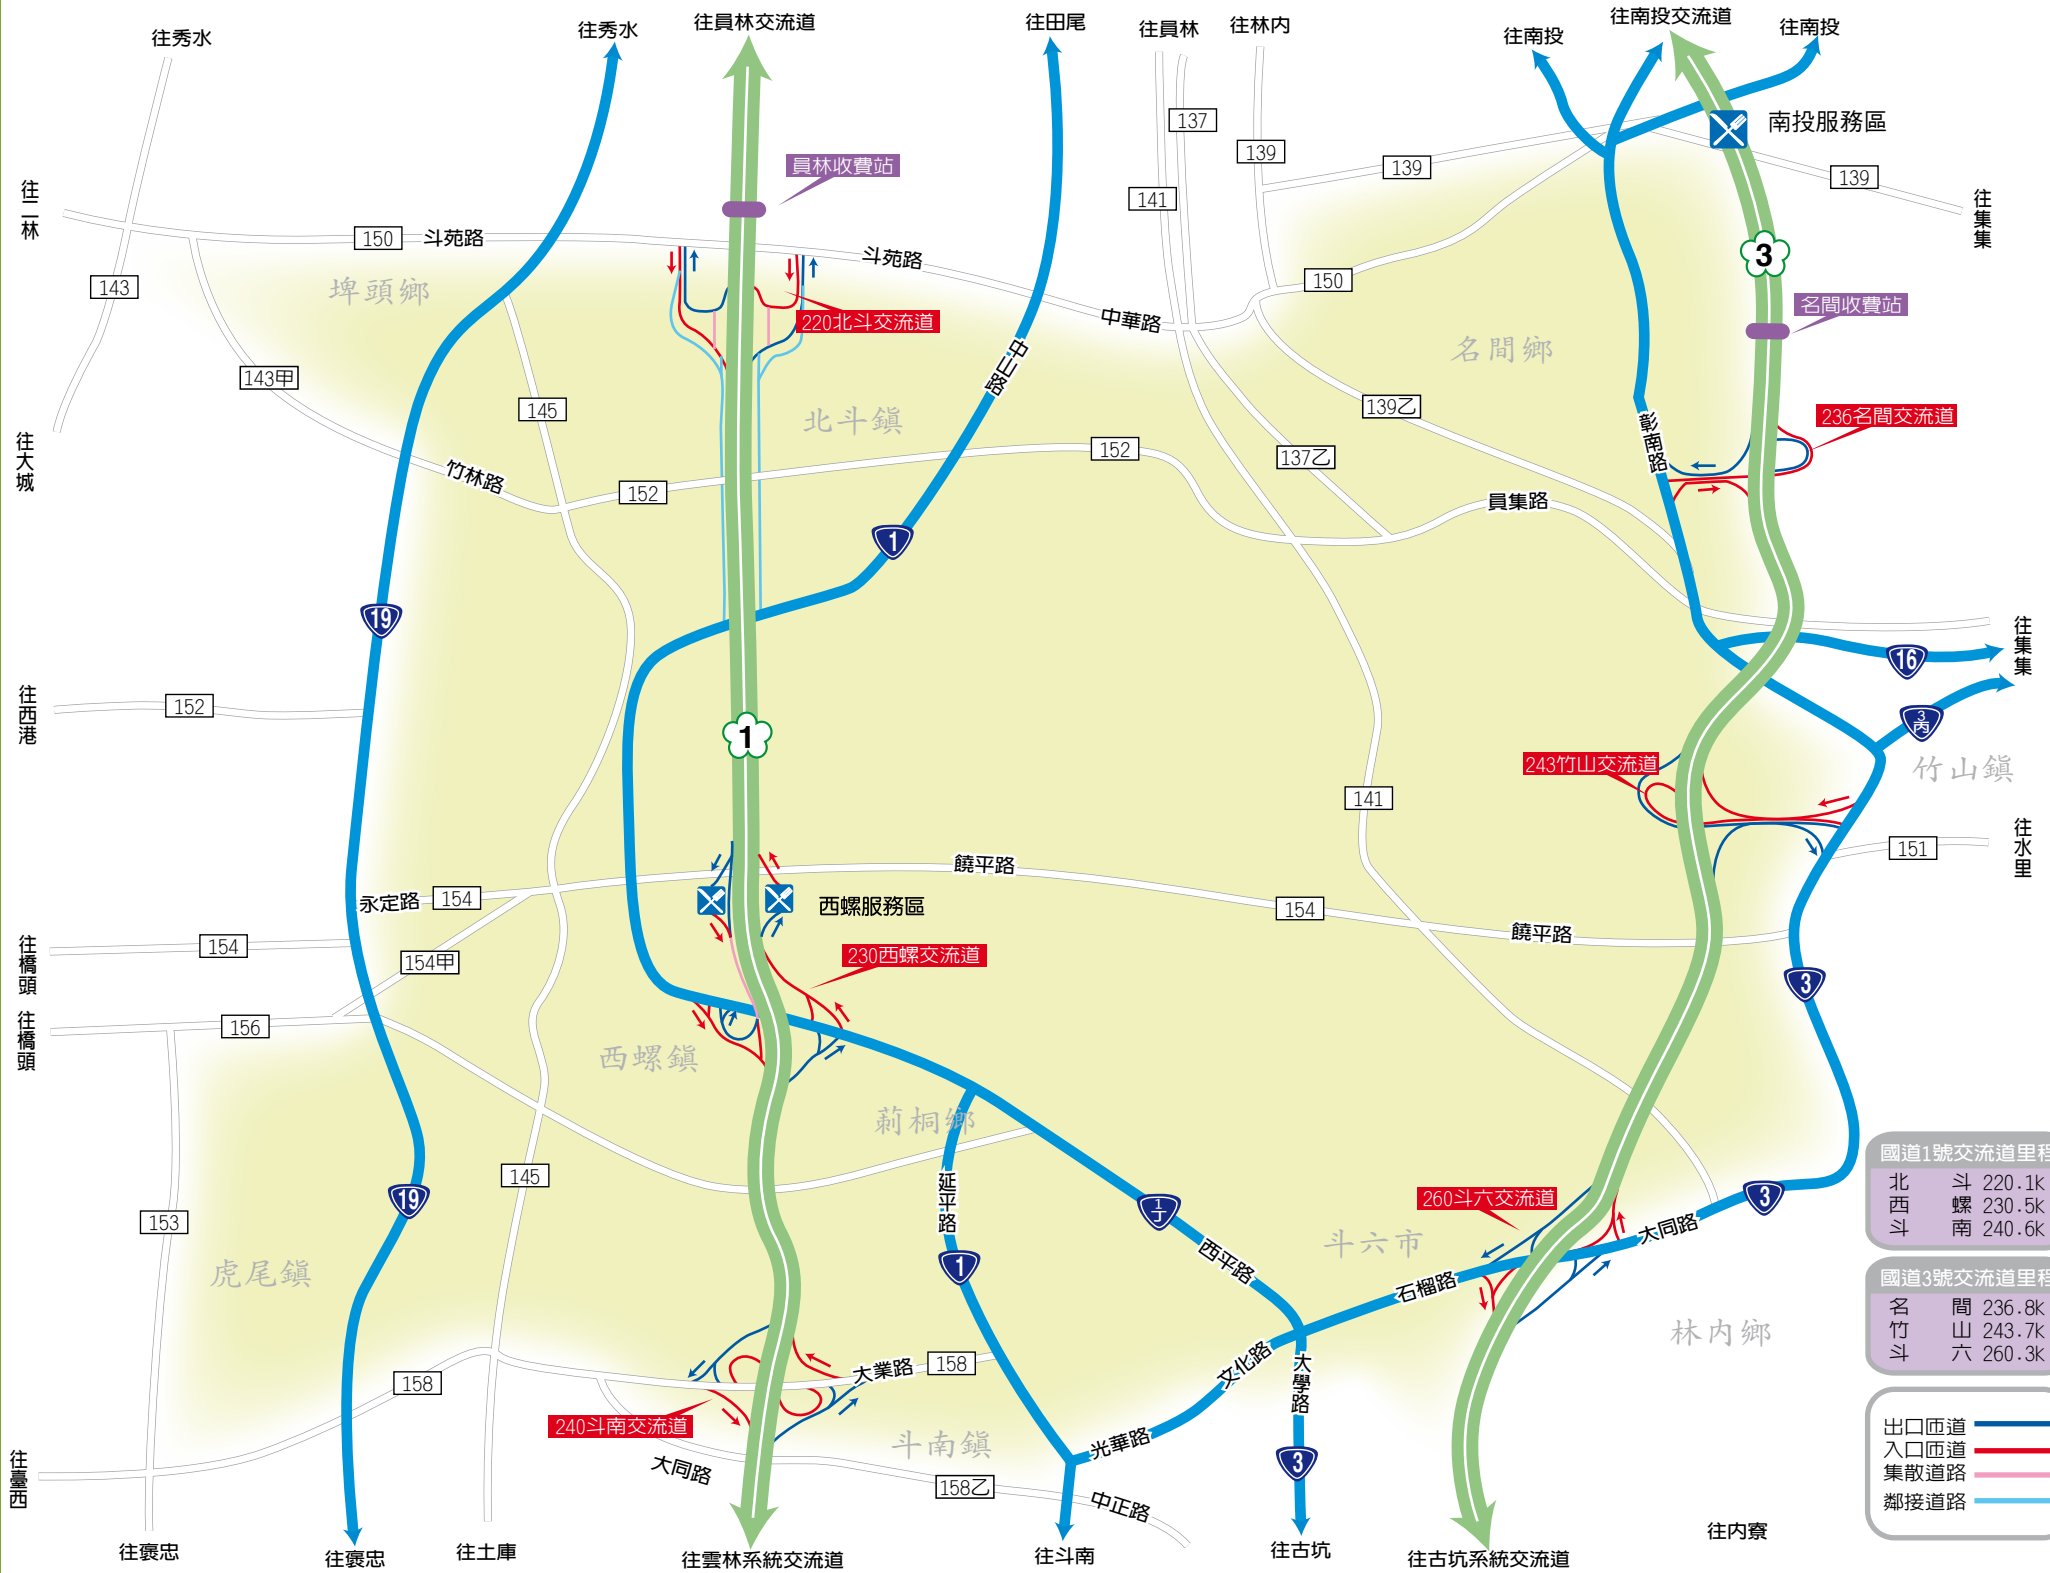 往秀水
往秀水
往員林交流道
往田尾
往員林
往林內
往南投
往南投交流道
往南投
137
南投服務區
139
139
員林收費站
139
往二林
141
往集集
150
斗苑路
斗苑路
3
143
埤頭鄉
150
名間收費站
220北斗交流道
中華路
名間鄉
143甲
中山路
145
139乙
236名間交流道
北斗鎮
彰南路
往大城
竹林路
152
137乙
152
員集路
1
19
往集集
16
往西港
152
1
3丙
243竹山交流道
竹山鎮
141
往水里
151
饒平路
永定路
154
西螺服務區
154
饒平路
往橋頭
154
154甲
230西螺交流道
3
往橋頭
156
西螺鎮
莿桐鄉
國道1號交流道里程
北斗 220.1k
西螺 230.5k
斗南 240.6k
145
延平路
260斗六交流道
3
19
1丁
153
大同路
斗六市
西平路
虎尾鎮
1
國道3號交流道里程
名間 236.8k
竹山 243.7k
斗六 260.3k
石榴路
林內鄉
大業路
158
文化路
大學路
158
240斗南交流道
斗南鎮
光華路
出口匝道
入口匝道
集散道路
鄰接道路
往臺西
大同路
3
158乙
中正路
往內寮
往褒忠
往褒忠
往土庫
往雲林系統交流道
往斗南
往古坑
往古坑系統交流道